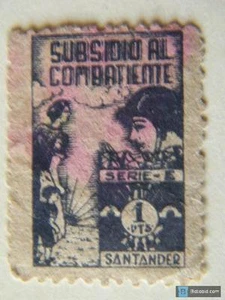 SUBSIDIO AL
COMBATIENTE
SERIE-E
1
PTS
SANTANDER